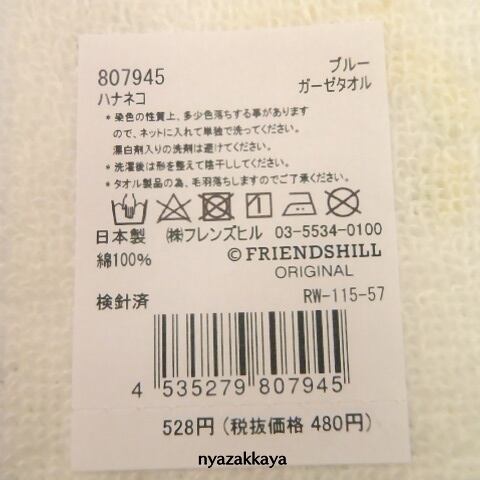 807945
ブルー
ハナネコ
ガーゼタオル
* 染色の性質上、多少色落ちする事があります
ので、ネットに入れて単独で洗ってください。
漂白剤入りの洗剤は避けてください。
* 洗濯後は形を整えて陰干ししてください。
* タオル製品の為、毛羽落ちしますのでご了承ください。
日本製 ㈱フレンズヒル 03-5534-0100
綿100%
© FRIENDSHILL
ORIGINAL
検針済
RW-115-57
4 535279 807945
528円 (税抜価格 480円)
nyazakkaya